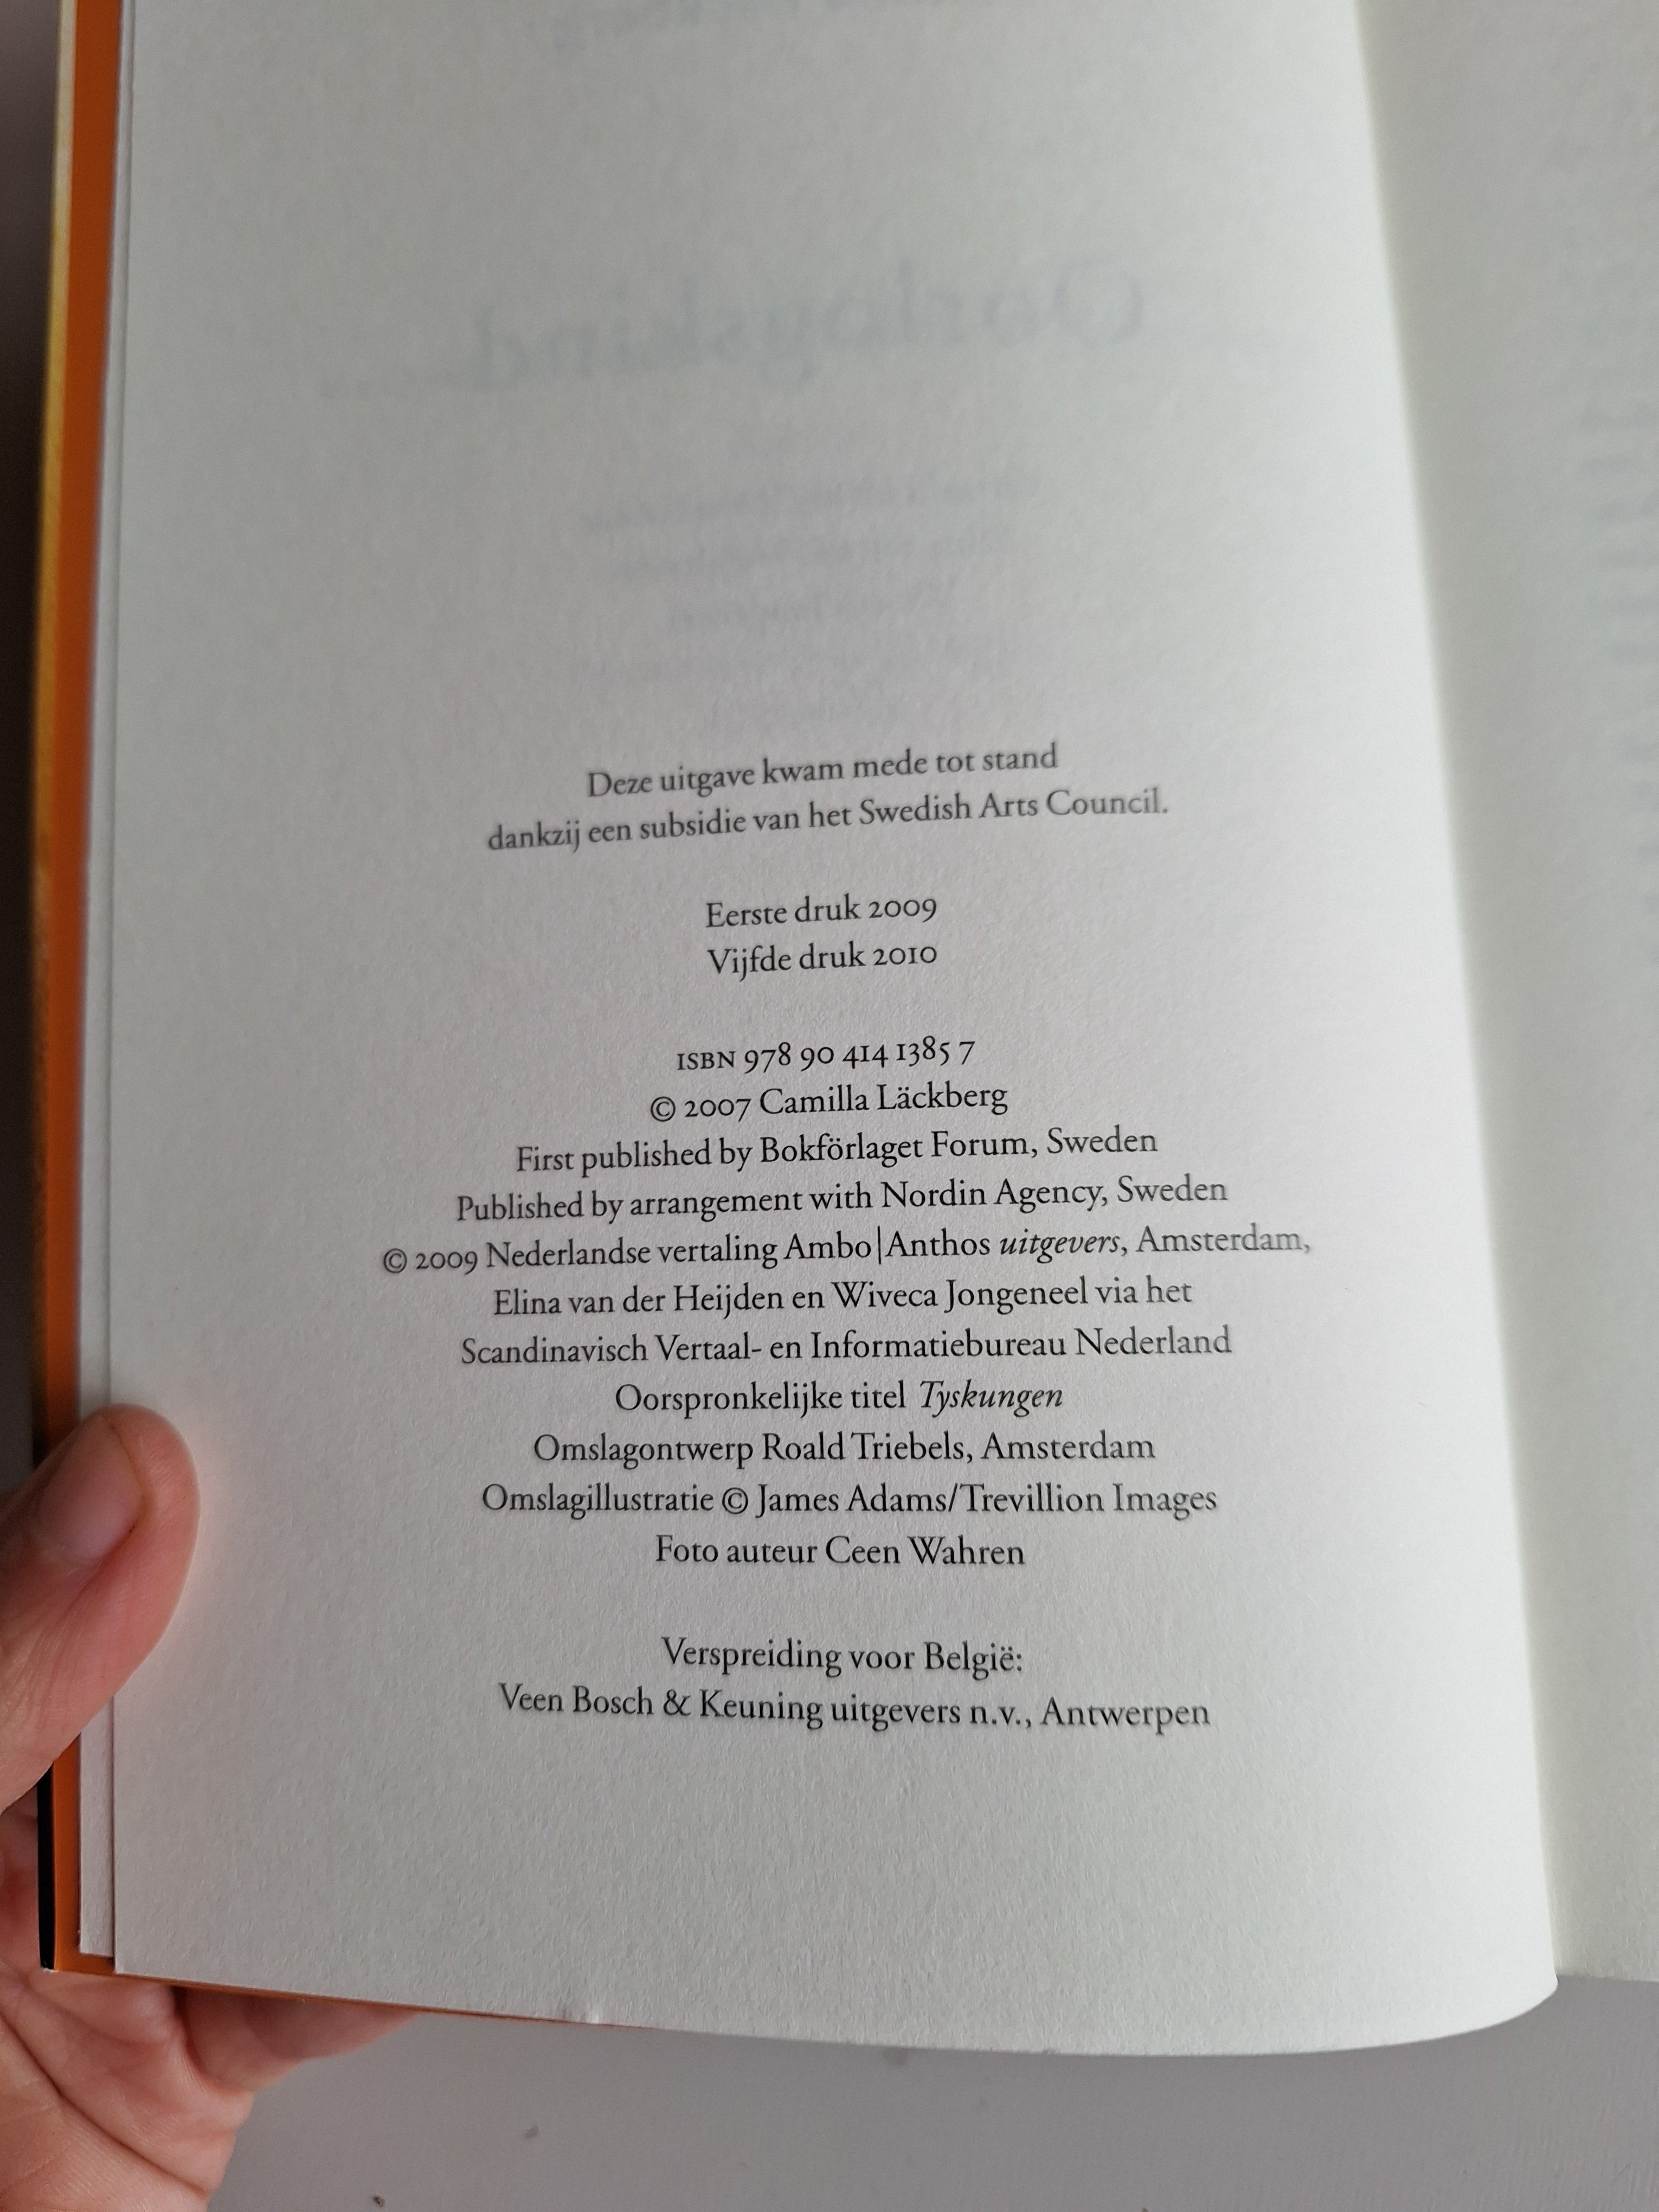 Oorlogskind
Deze uitgave kwam mede tot stand
dankzij een subsidie van het Swedish Arts Council.
Eerste druk 2009
Vijfde druk 2010
ISBN 978 90 414 1385 7
© 2007 Camilla Läckberg
First published by Bokförlaget Forum, Sweden
Published by arrangement with Nordin Agency, Sweden
© 2009 Nederlandse vertaling Ambo|Anthos uitgevers, Amsterdam,
Elina van der Heijden en Wiveca Jongeneel via het
Scandinavisch Vertaal- en Informatiebureau Nederland
Oorspronkelijke titel Tyskungen
Omslagontwerp Roald Triebels, Amsterdam
Omslagillustratie © James Adams/Trevillion Images
Foto auteur Ceen Wahren
Verspreiding voor België:
Veen Bosch & Keuning uitgevers n.v., Antwerpen